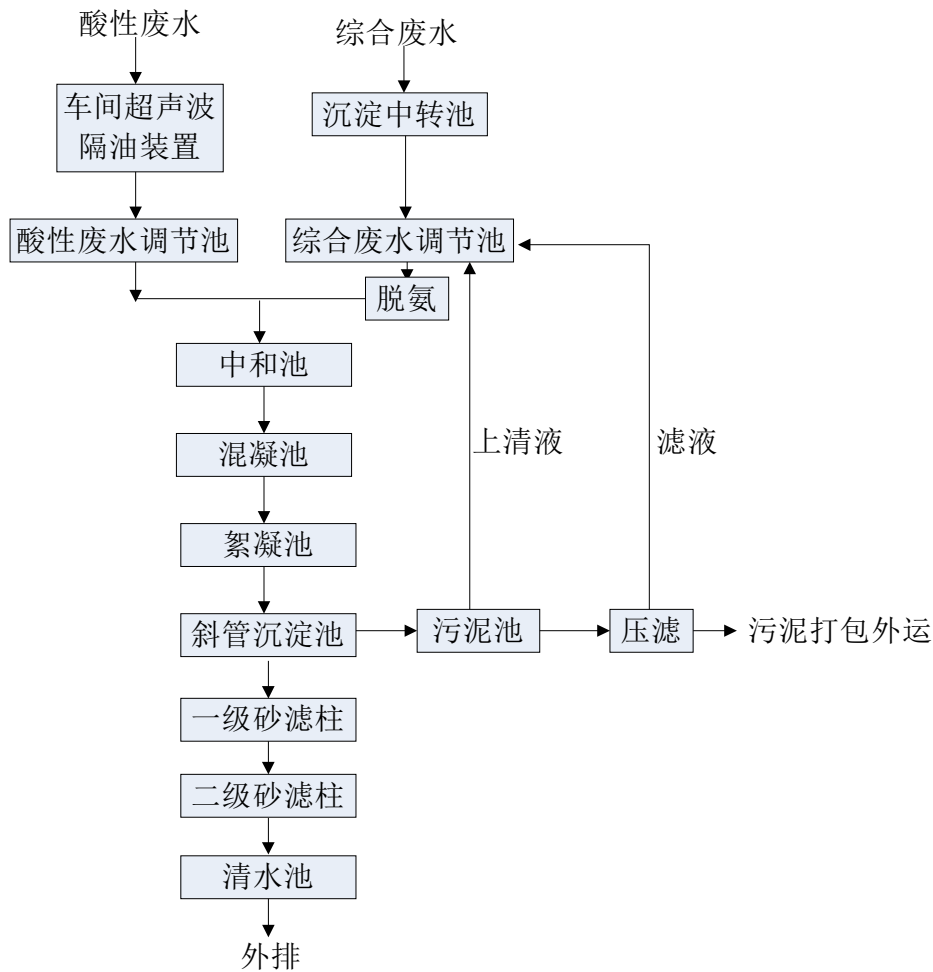 酸性废水
综合废水
车间超声波
隔油装置
沉淀中转池
酸性废水调节池
综合废水调节池
脱氨
中和池
混凝池
上清液
滤液
絮凝池
斜管沉淀池
污泥池
压滤
污泥打包外运
一级砂滤柱
二级砂滤柱
清水池
外排